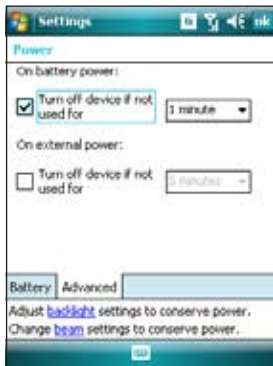 Settings
ok
Power
On battery power:
Turn off device if not
used for
1 minute
On external power:
Turn off device if not
used for
5 minutes
Battery
Advanced
Adjust backlight settings to conserve power.
Change beam settings to conserve power.